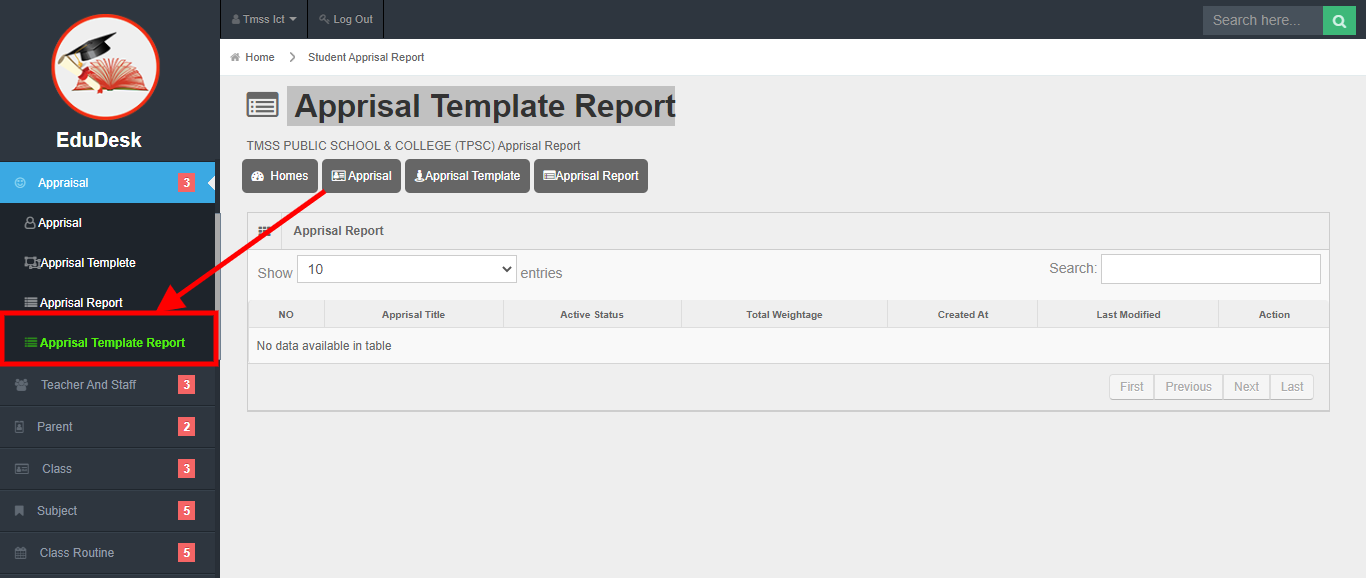 Tmss Ict
Log Out
Search here...
EduDesk
Home
Student Apprisal Report
Apprisal Template Report
TMSS PUBLIC SCHOOL & COLLEGE (TPSC) Apprisal Report
Homes
Apprisal
Apprisal Template
Apprisal Report
Appraisal
3
Apprisal
Apprisal Templete
Apprisal Report
Apprisal Template Report
Teacher And Staff
3
Parent
2
Class
3
Subject
5
Class Routine
5
Apprisal Report
Show 10 entries
Search:
NO Apprisal Title Active Status Total Weightage Created At Last Modified Action
No data available in table
First Previous Next Last